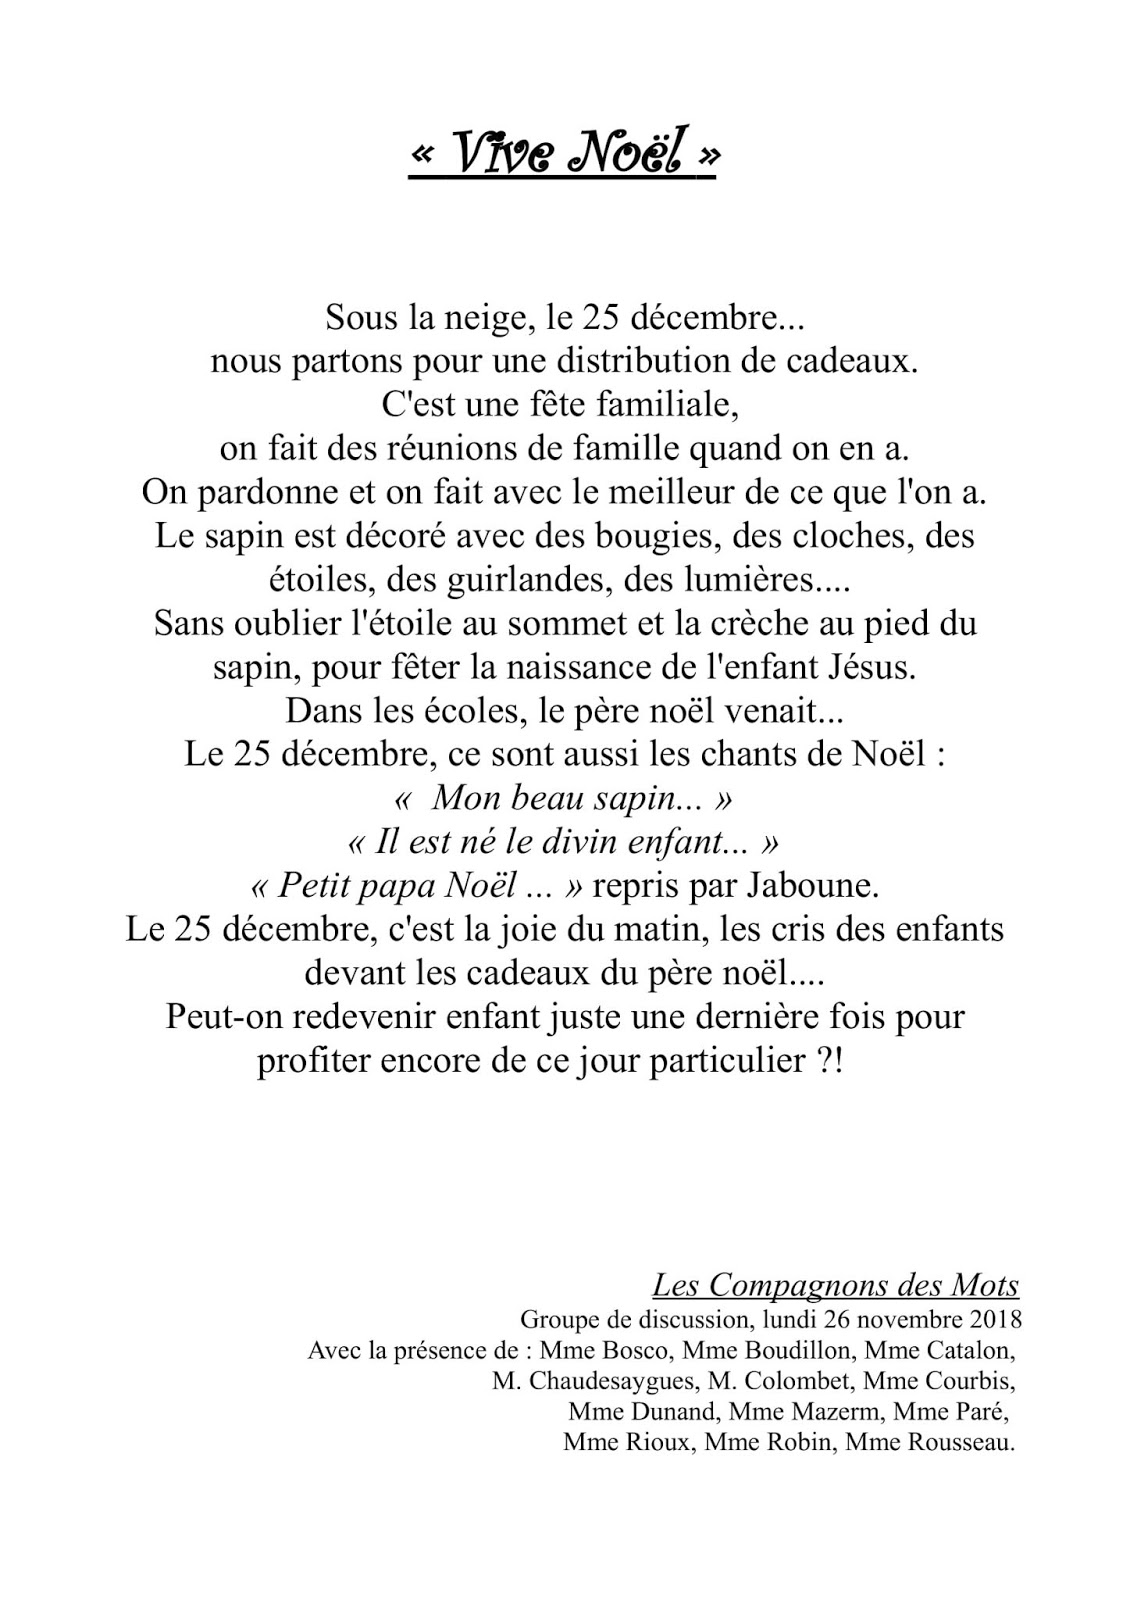 « Vive Noël »
Sous la neige, le 25 décembre...
nous partons pour une distribution de cadeaux.
C'est une fête familiale,
on fait des réunions de famille quand on en a.
On pardonne et on fait avec le meilleur de ce que l'on a.
Le sapin est décoré avec des bougies, des cloches, des
étoiles, des guirlandes, des lumières....
Sans oublier l'étoile au sommet et la crèche au pied du
sapin, pour fêter la naissance de l'enfant Jésus.
Dans les écoles, le père noël venait...
Le 25 décembre, ce sont aussi les chants de Noël :
« Mon beau sapin... »
« Il est né le divin enfant... »
« Petit papa Noël ... » repris par Jaboune.
Le 25 décembre, c'est la joie du matin, les cris des enfants
devant les cadeaux du père noël....
Peut-on redevenir enfant juste une dernière fois pour
profiter encore de ce jour particulier ?!
Les Compagnons des Mots
Groupe de discussion, lundi 26 novembre 2018
Avec la présence de : Mme Bosco, Mme Boudillon, Mme Catalon,
M. Chaudesaygues, M. Colombet, Mme Courbis,
Mme Dunand, Mme Mazerm, Mme Paré,
Mme Rioux, Mme Robin, Mme Rousseau.